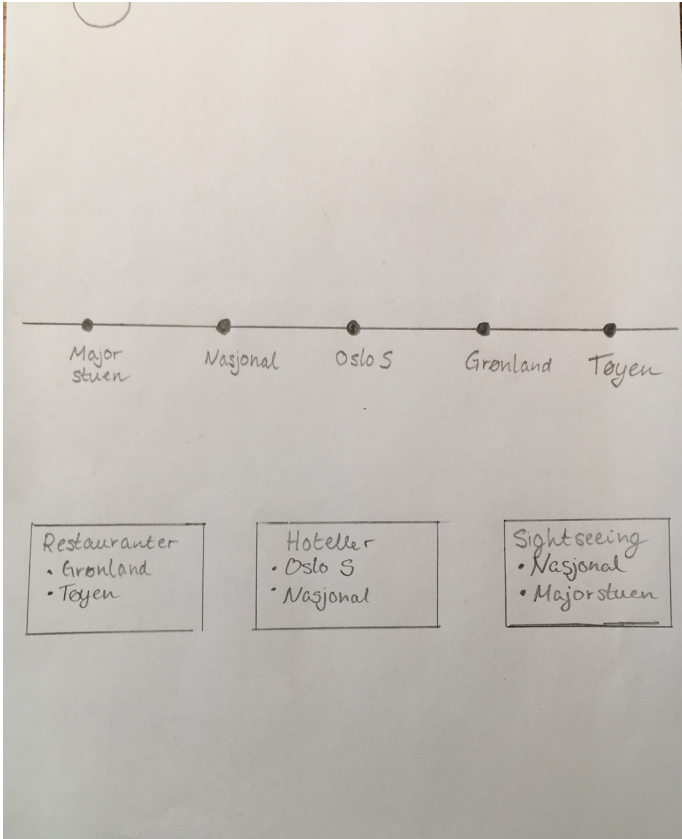 Major
stuen
Nasjonal
Oslo S
Grønland
Tøyen
Restauranter
• Grønland
• Tøyen
Hoteller
• Oslo S
• Nasjonal
Sightseeing
• Nasjonal
• Majorstuen